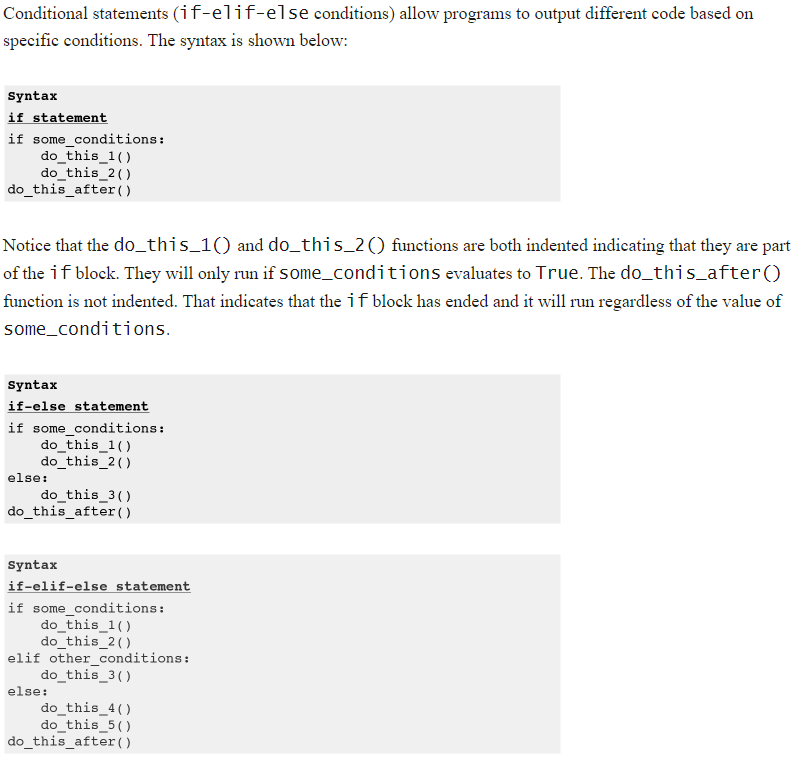 Conditional statements (if-elif-else conditions) allow programs to output different code based on
specific conditions. The syntax is shown below:
Syntax
if statement
if some_conditions:
    do_this_1()
    do_this_2()
do_this_after()
Notice that the do_this_1() and do_this_2() functions are both indented indicating that they are part
of the if block. They will only run if some_conditions evaluates to True. The do_this_after()
function is not indented. That indicates that the if block has ended and it will run regardless of the value of
some_conditions.
Syntax
if-else statement
if some_conditions:
    do_this_1()
    do_this_2()
else:
    do_this_3()
do_this_after()
Syntax
if-elif-else statement
if some_conditions:
    do_this_1()
    do_this_2()
elif other_conditions:
    do_this_3()
else:
    do_this_4()
    do_this_5()
do_this_after()